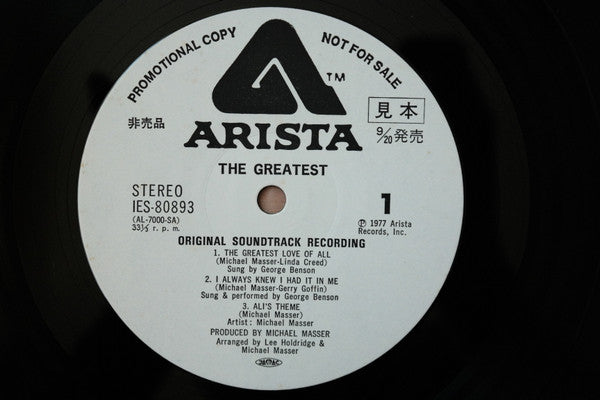 PROMOTIONAL COPY
NOT FOR SALE
TM
非売品
見本
ARISTA
9/20発売
THE GREATEST
STEREO
IES-80893
(AL-7000-SA)
33⅓ r. p. m.
1
℗ 1977 Arista
Records, Inc.
ORIGINAL SOUNDTRACK RECORDING
1. THE GREATEST LOVE OF ALL
(Michael Masser-Linda Creed)
Sung by George Benson
2. I ALWAYS KNEW I HAD IT IN ME
(Michael Masser-Gerry Goffin)
Sung & performed by George Benson
3. ALI'S THEME
(Michael Masser)
Artist: Michael Masser
PRODUCED BY MICHAEL MASSER
Arranged by Lee Holdridge &
Michael Masser
JASRAC